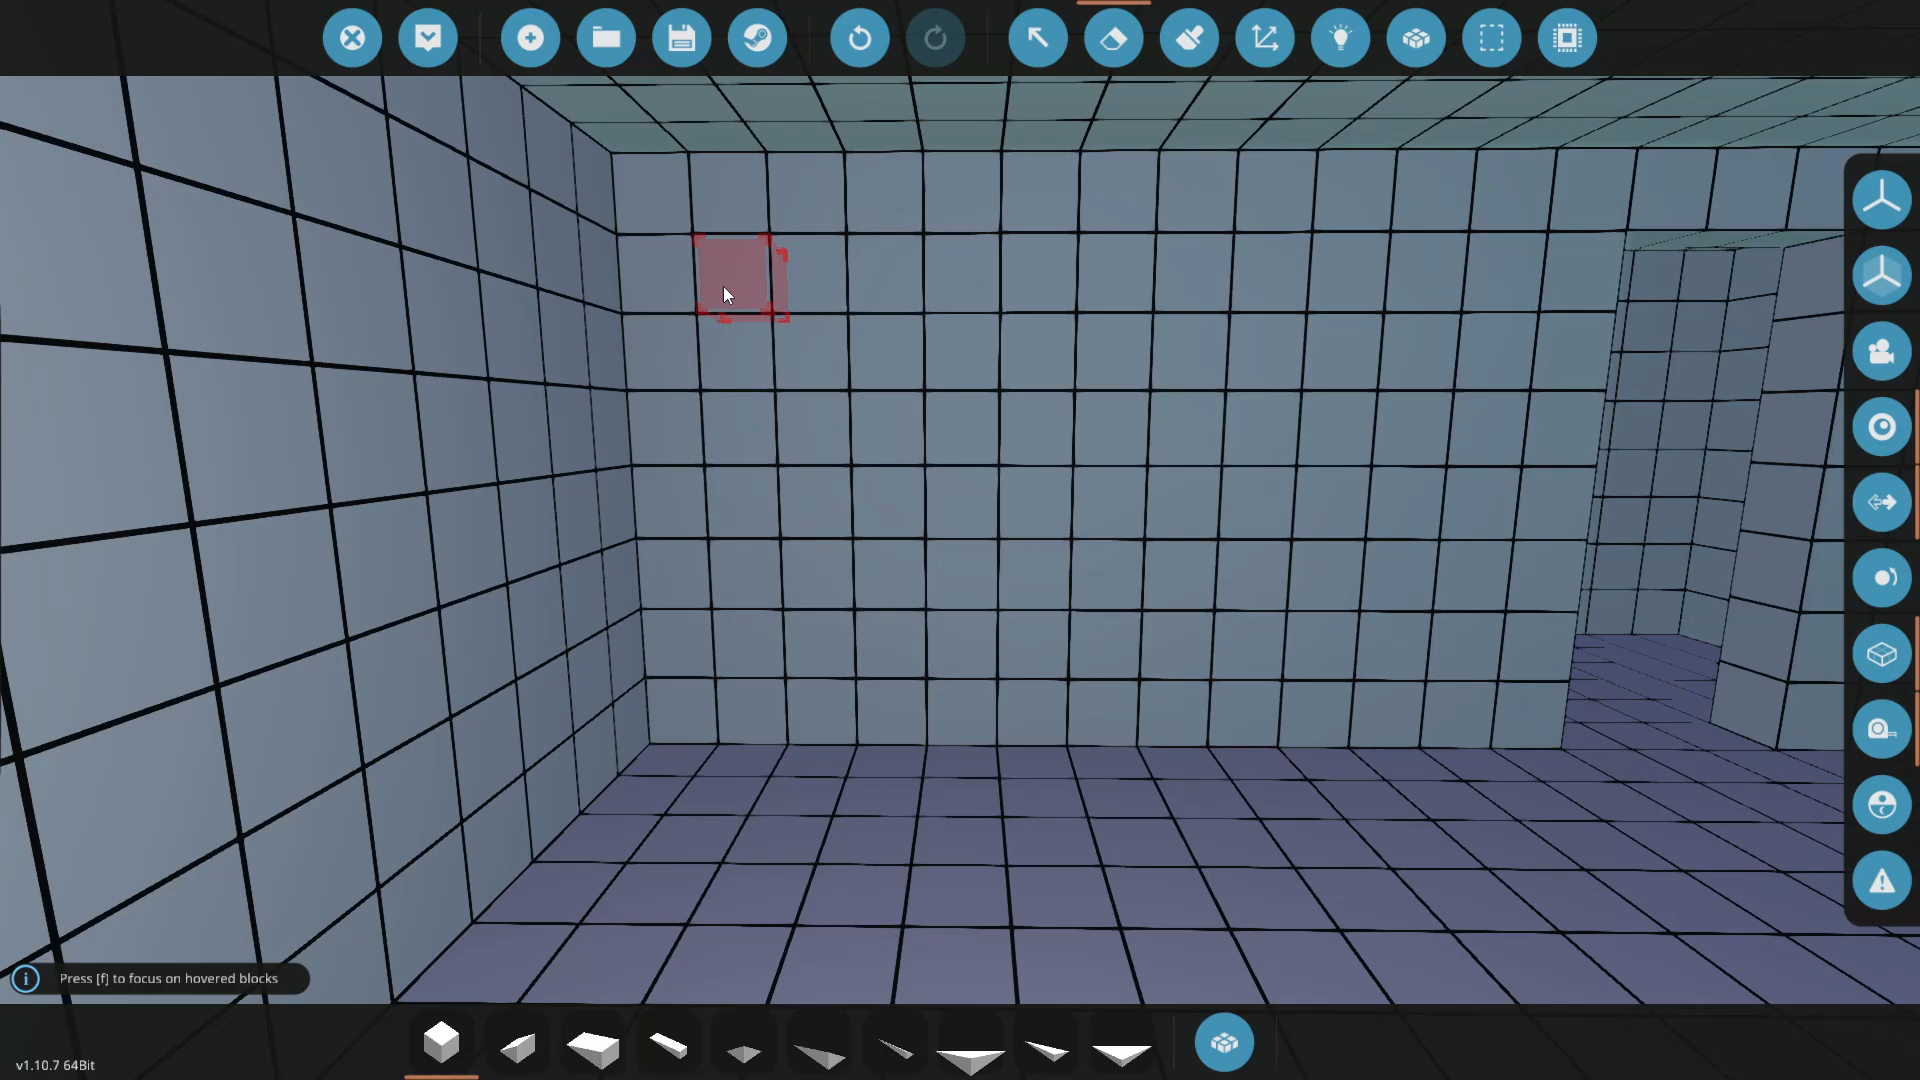 Press [f] to focus on hovered blocks
v1.10.7 64Bit